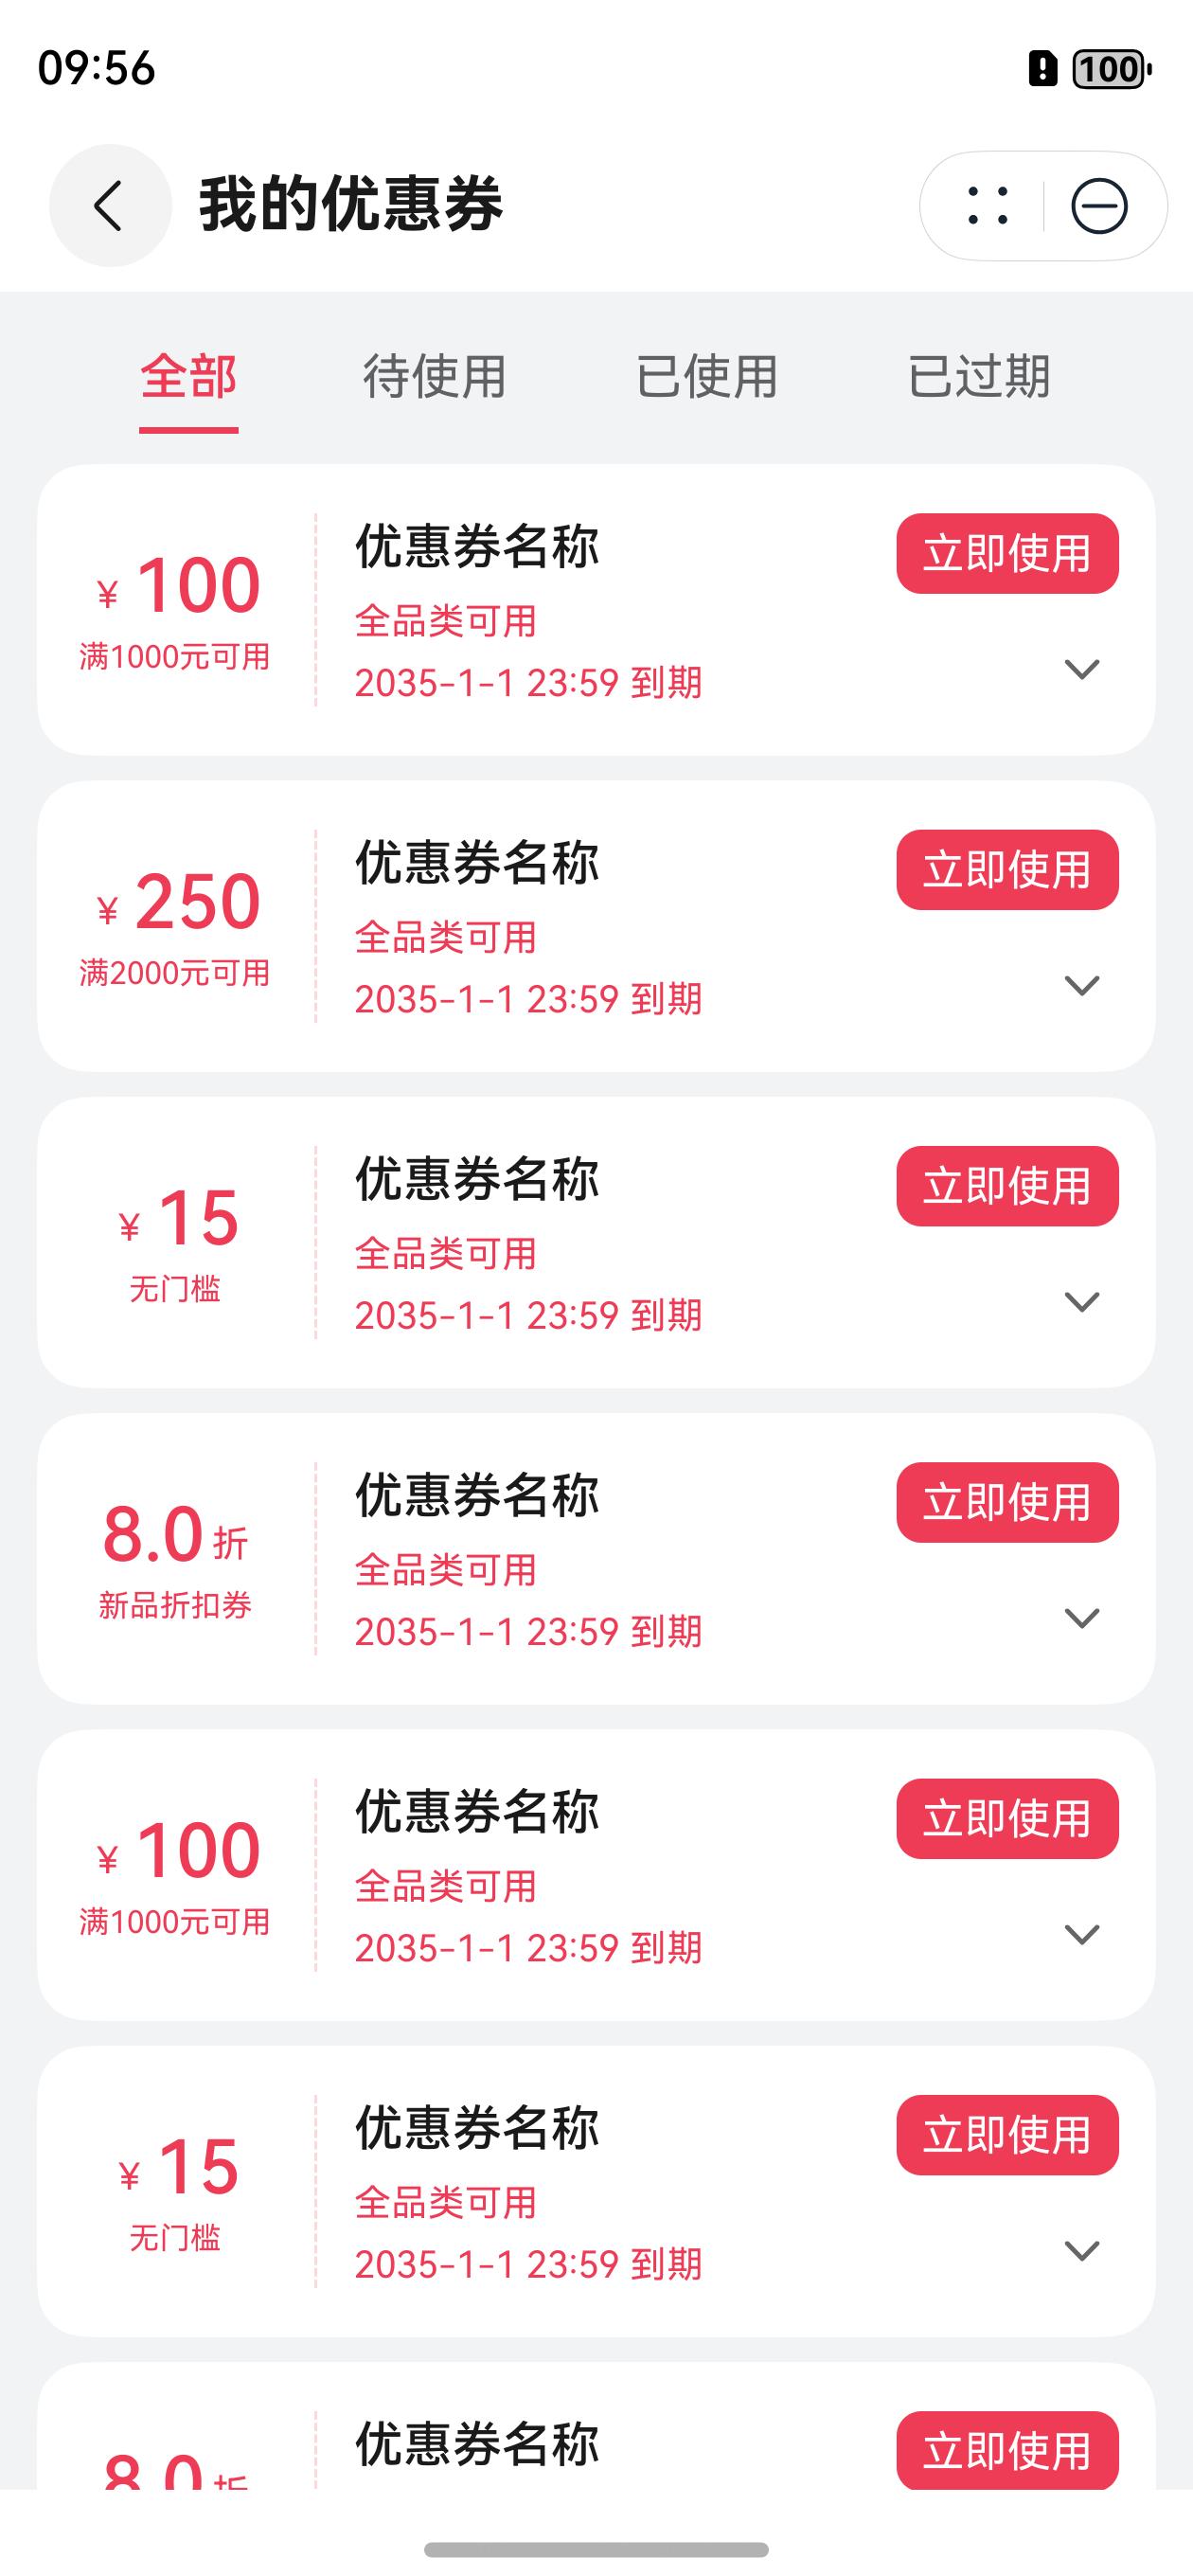 09:56
100
我的优惠券
全部 待使用 已使用 已过期
优惠券名称
立即使用
¥ 100
满1000元可用
全品类可用
2035-1-1 23:59 到期
优惠券名称
立即使用
¥ 250
满2000元可用
全品类可用
2035-1-1 23:59 到期
优惠券名称
立即使用
¥ 15
无门槛
全品类可用
2035-1-1 23:59 到期
优惠券名称
立即使用
8.0 折
新品折扣券
全品类可用
2035-1-1 23:59 到期
优惠券名称
立即使用
¥ 100
满1000元可用
全品类可用
2035-1-1 23:59 到期
优惠券名称
立即使用
¥ 15
无门槛
全品类可用
2035-1-1 23:59 到期
优惠券名称
立即使用
8.0 折